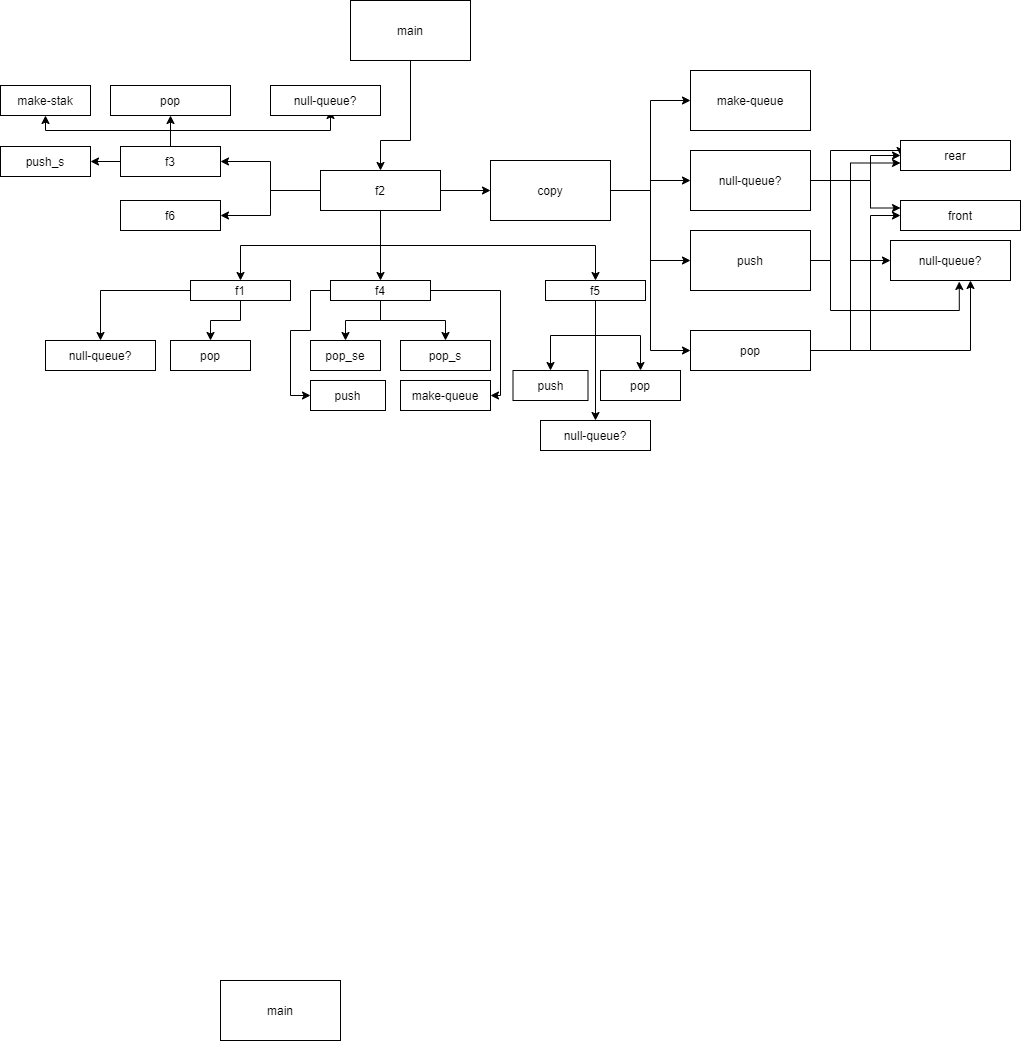 main
make-stak
pop
null-queue?
make-queue
push_s
f3
rear
f2
copy
null-queue?
f6
front
push
null-queue?
f1
f4
f5
null-queue?
pop
pop_se
pop_s
pop
push
make-queue
push
pop
null-queue?
main